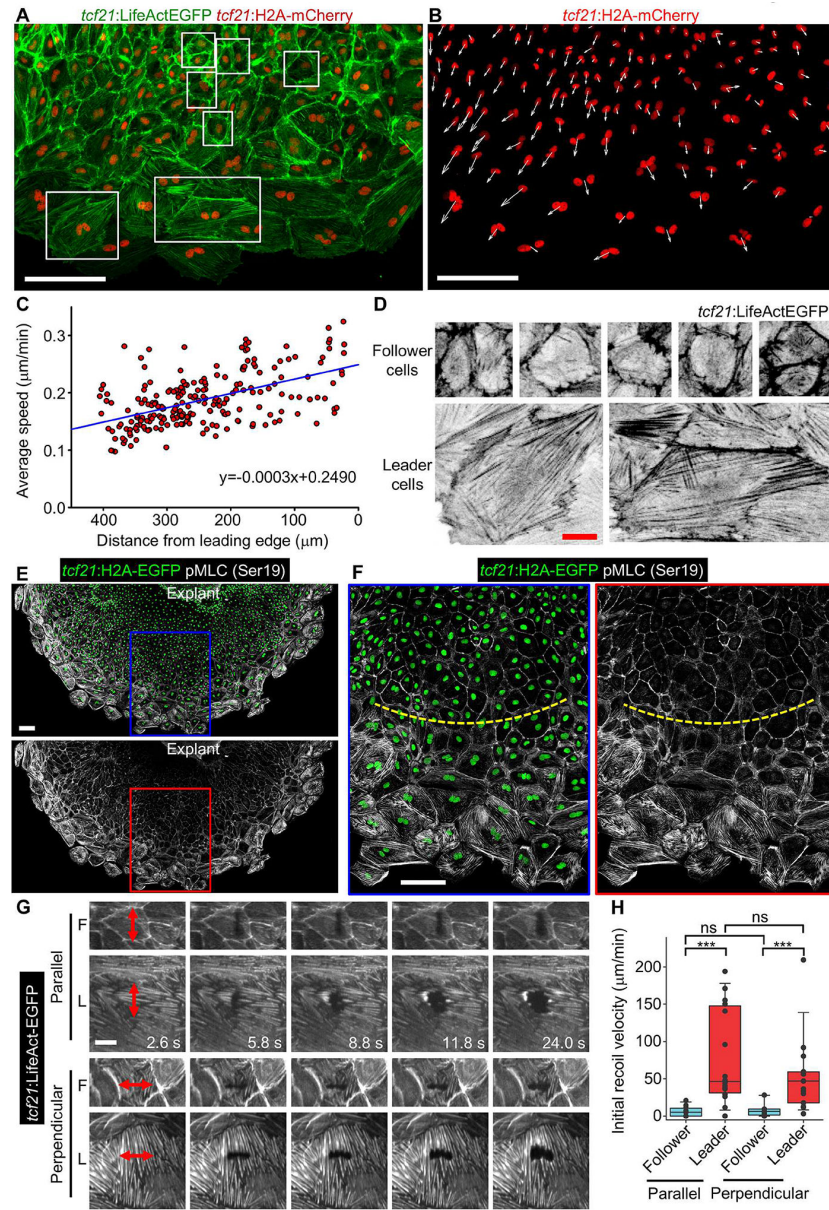 A tcf21:LifeActEGFP tcf21:H2A-mCherry
B tcf21:H2A-mCherry
C
Average speed (μm/min)
0.3
0.2
0.1
0.0
y=-0.0003x+0.2490
400 300 200 100 0
Distance from leading edge (μm)
D
tcf21:LifeActEGFP
Follower
cells
Leader
cells
E tcf21:H2A-EGFP pMLC (Ser19)
Explant
Explant
F tcf21:H2A-EGFP pMLC (Ser19)
G
tcf21:LifeAct-EGFP
Parallel
F
L
2.6 s 5.8 s 8.8 s 11.8 s 24.0 s
Perpendicular
F
L
H
ns
ns
*** ***
Initial recoil velocity (μm/min)
200
150
100
50
0
Follower Leader Follower Leader
Parallel Perpendicular